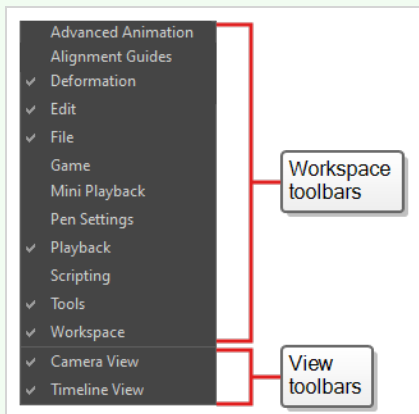 Advanced Animation
Alignment Guides
Deformation
Edit
File
Game
Mini Playback
Pen Settings
Playback
Scripting
Tools
Workspace
Camera View
Timeline View
Workspace
toolbars
View
toolbars